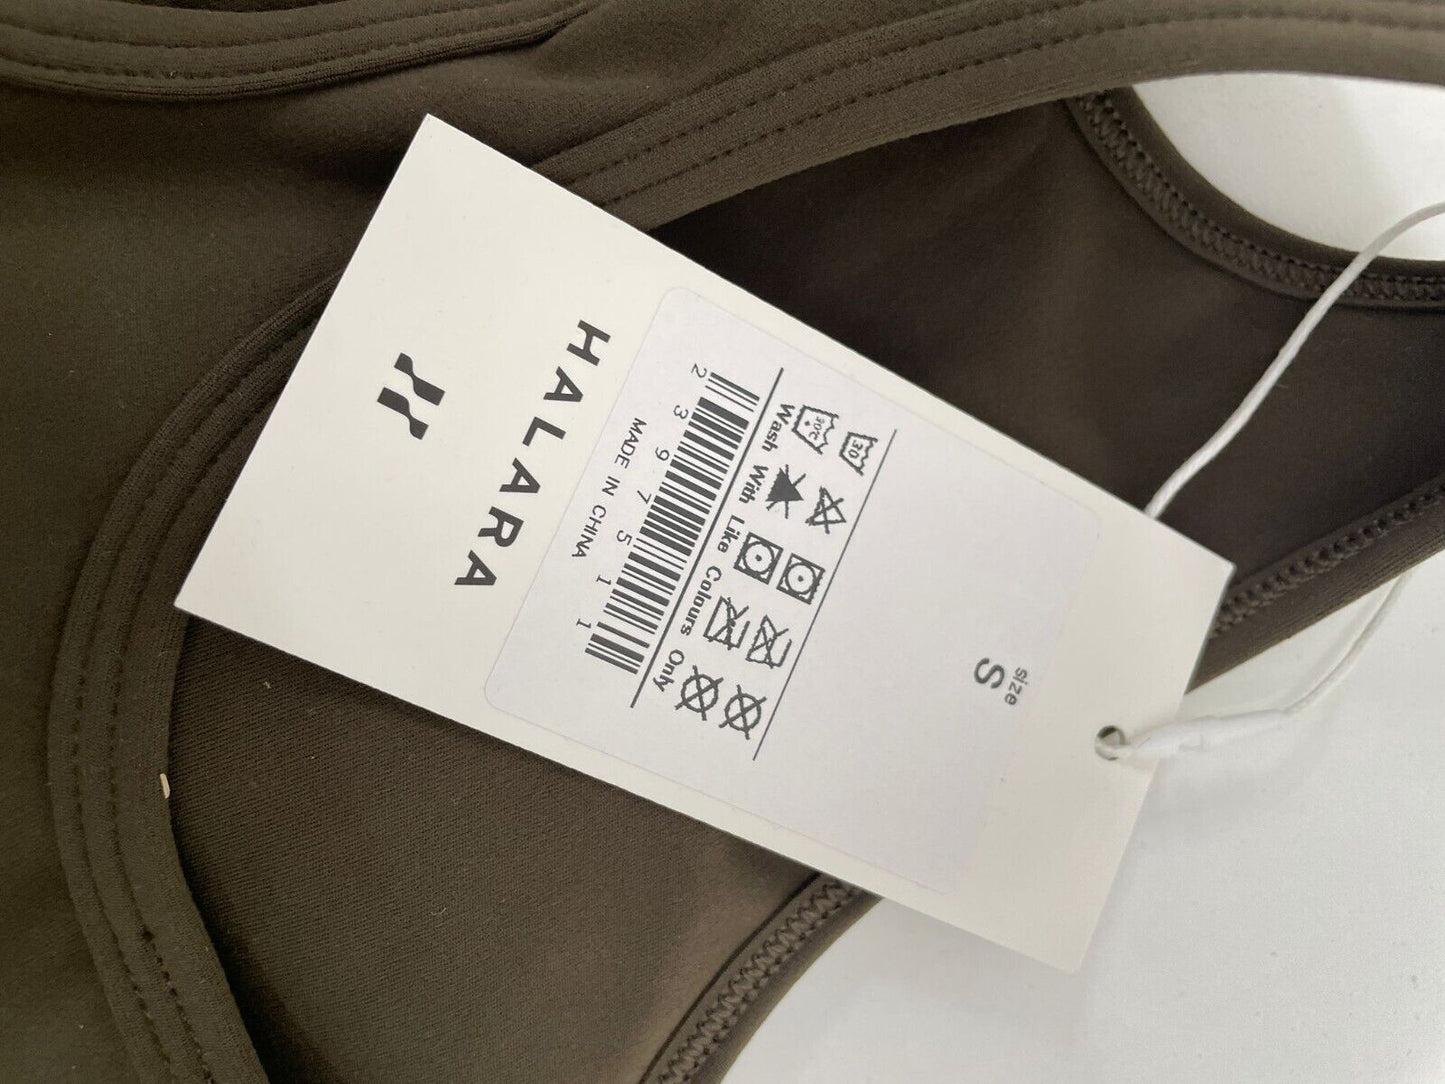 size
S
30
30°C
Wash With Like Colours Only
2 3 9 7 5 1 1
MADE IN CHINA
HALARA